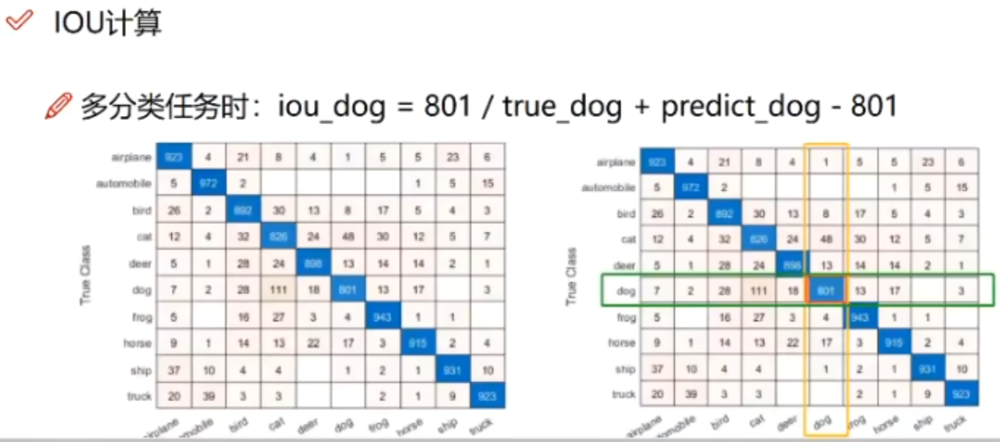 IOU计算
多分类任务时：iou_dog = 801 / true_dog + predict_dog - 801
True Class
airplane 923 4 21 8 4 1 5 5 23 6
automobile 5 972 2 1 5 15
bird 26 2 892 30 13 8 17 5 4 3
cat 12 4 32 826 24 48 30 12 5 7
deer 5 1 28 24 898 13 14 14 2 1
dog 7 2 28 111 18 801 13 17 3
frog 5 16 27 3 4 943 1 1
horse 9 1 14 13 22 17 3 915 2 4
ship 37 10 4 4 1 2 1 931 10
truck 20 39 3 3 2 1 9 923
airplane mobile bird cat deer dog frog horse ship truck
True Class
airplane 923 4 21 8 4 1 5 5 23 6
automobile 5 972 2 1 5 15
bird 26 2 892 30 13 8 17 5 4 3
cat 12 4 32 826 24 48 30 12 5 7
deer 5 1 28 24 898 13 14 14 2 1
dog 7 2 28 111 18 801 13 17 3
frog 5 16 27 3 4 943 1 1
horse 9 1 14 13 22 17 3 915 2 4
ship 37 10 4 4 1 2 1 931 10
truck 20 39 3 3 2 1 9 923
airplane omobile bird cat deer dog rog horse ship truck